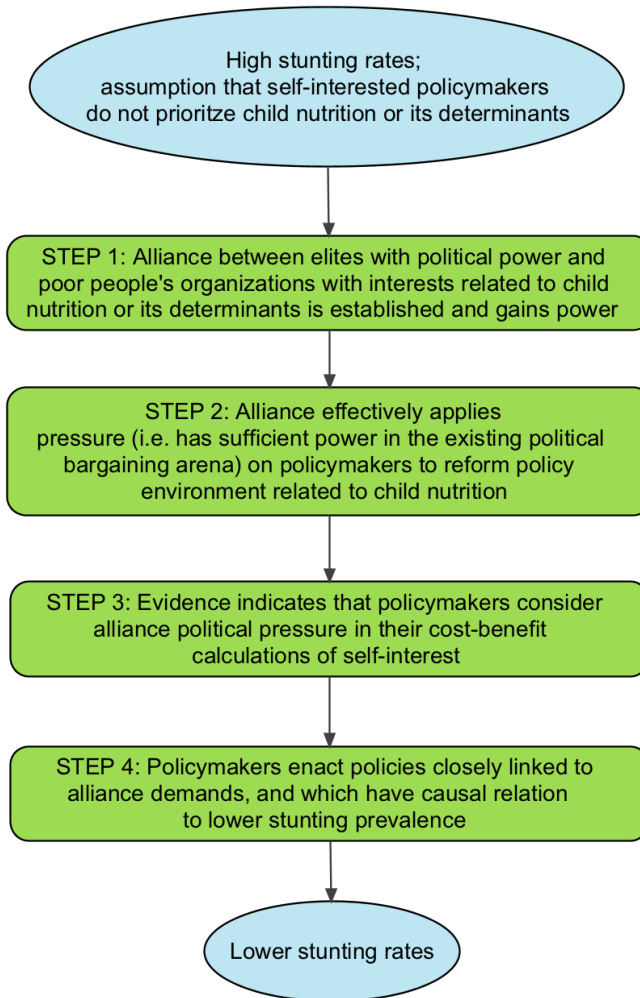 High stunting rates;
assumption that self-interested policymakers
do not prioritze child nutrition or its determinants
STEP 1: Alliance between elites with political power and
poor people's organizations with interests related to child
nutrition or its determinants is established and gains power
STEP 2: Alliance effectively applies
pressure (i.e. has sufficient power in the existing political
bargaining arena) on policymakers to reform policy
environment related to child nutrition
STEP 3: Evidence indicates that policymakers consider
alliance political pressure in their cost-benefit
calculations of self-interest
STEP 4: Policymakers enact policies closely linked to
alliance demands, and which have causal relation
to lower stunting prevalence
Lower stunting rates